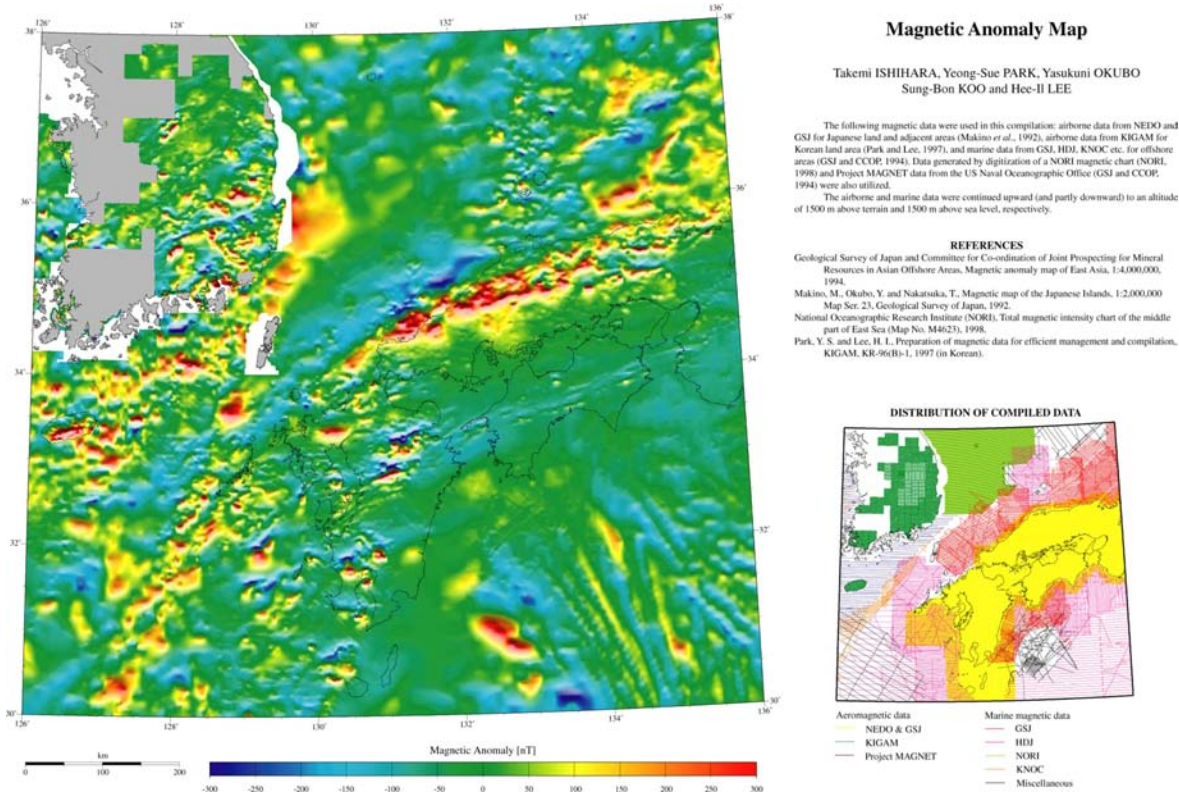 126° 128° 130° 132° 134° 136°
38° 38°
36° 36°
34° 34°
32° 32°
30° 30°
126° 128° 130° 132° 134° 136°
km
0 100 200
Magnetic Anomaly [nT]
-300 -250 -200 -150 -100 -50 0 50 100 150 200 250 300
Magnetic Anomaly Map
Takemi ISHIHARA, Yeong-Sue PARK, Yasukuni OKUBO
Sung-Bon KOO and Hee-Il LEE
The following magnetic data were used in this compilation: airborne data from NEDO and
GSJ for Japanese land and adjacent areas (Makino et al., 1992), airborne data from KIGAM for
Korean land area (Park and Lee, 1997), and marine data from GSJ, HDJ, KNOC etc. for offshore
areas (GSJ and CCOP, 1994). Data generated by digitization of a NORI magnetic chart (NORI,
1998) and Project MAGNET data from the US Naval Oceanographic Office (GSJ and CCOP,
1994) were also utilized.
The airborne and marine data were continued upward (and partly downward) to an altitude
of 1500 m above terrain and 1500 m above sea level, respectively.
REFERENCES
Geological Survey of Japan and Committee for Co-ordination of Joint Prospecting for Mineral
Resources in Asian Offshore Areas, Magnetic anomaly map of East Asia, 1:4,000,000,
1994.
Makino, M., Okubo, Y. and Nakatsuka, T., Magnetic map of the Japanese Islands, 1:2,000,000
Map Ser. 23, Geological Survey of Japan, 1992.
National Oceanographic Research Institute (NORI), Total magnetic intensity chart of the middle
part of East Sea (Map No. M4623), 1998.
Park, Y. S. and Lee, H. I., Preparation of magnetic data for efficient management and compilation,
KIGAM, KR-96(B)-1, 1997 (in Korean).
DISTRIBUTION OF COMPILED DATA
Aeromagnetic data
NEDO & GSJ
KIGAM
Project MAGNET
Marine magnetic data
GSJ
HDJ
NORI
KNOC
Miscellaneous